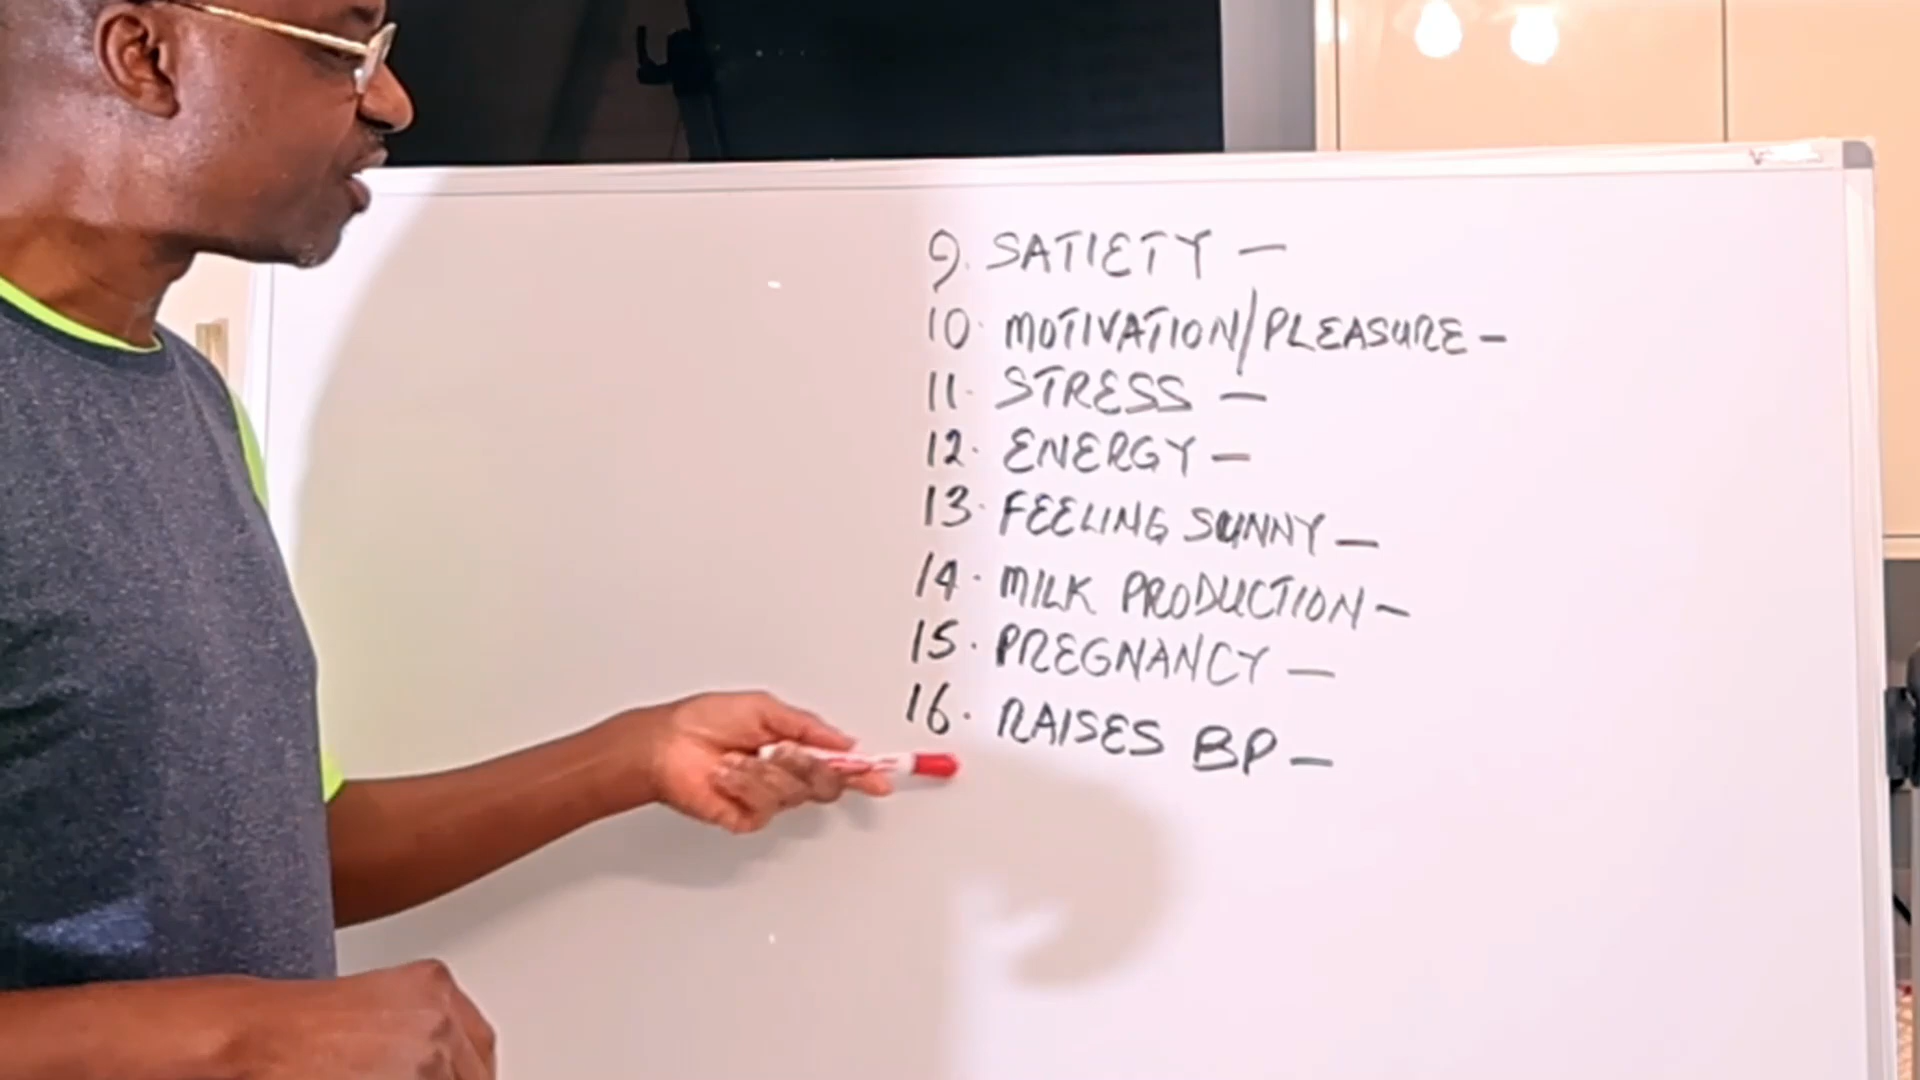 9. SATIETY -
10. MOTIVATION/PLEASURE -
11. STRESS -
12. ENERGY -
13. FEELING SUNNY -
14. MILK PRODUCTION -
15. PREGNANCY -
16. RAISES BP -